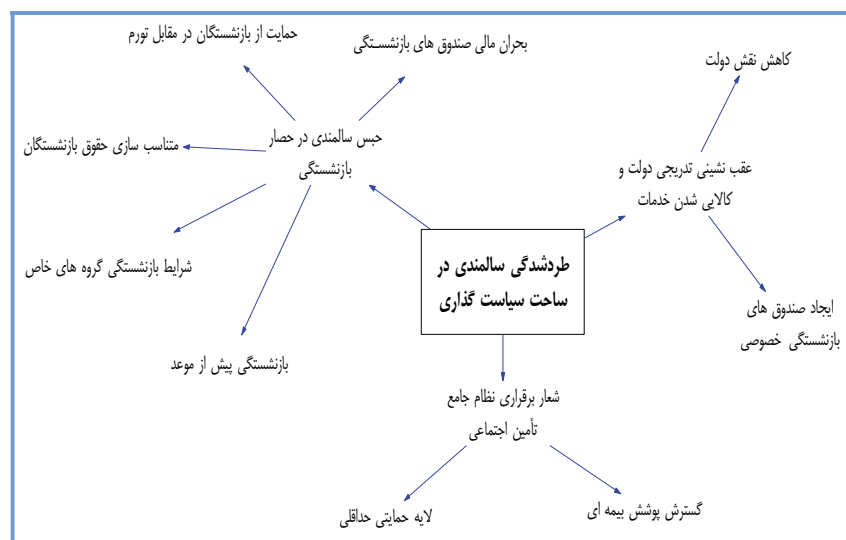 حمایت از بازنشستگان در مقابل تورم
بحران مالی صندوق های بازنشستگی
کاهش نقش دولت
حبس سالمندی در حصار
بازنشستگی
متناسب سازی حقوق بازنشستگان
عقب نشینی تدریجی دولت و
کالایی شدن خدمات
شرایط بازنشستگی گروه های خاص
طردشدگی سالمندی در
ساحت سیاست گذاری
ایجاد صندوق های
بازنشستگی خصوصی
بازنشستگی پیش از موعد
شعار برقراری نظام جامع
تأمین اجتماعی
گسترش پوشش بیمه ای
لایه حمایتی حداقلی